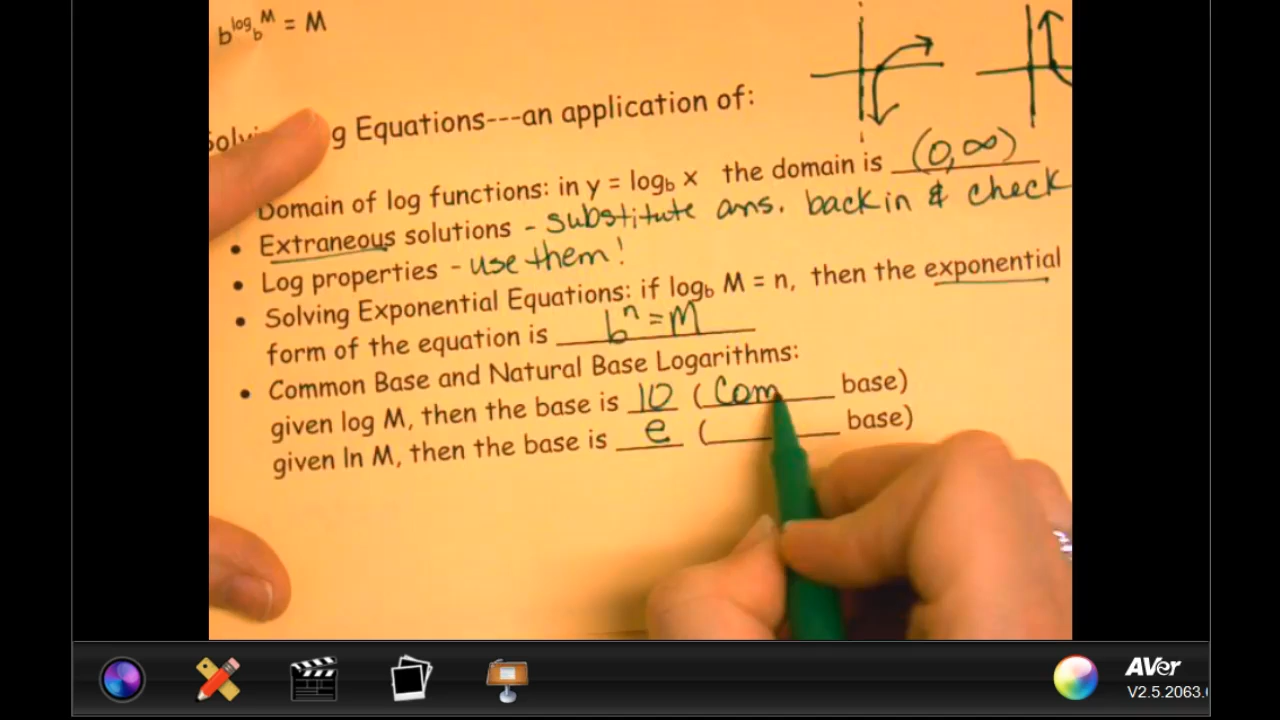 b^log_b M = M
g Equations---an application of:
Domain of log functions: in y = log_b x the domain is (0,∞)
• Extraneous solutions - substitute ans. back in & check
• Log properties - use them!
• Solving Exponential Equations: if log_b M = n, then the exponential
form of the equation is b^n = M
• Common Base and Natural Base Logarithms:
given log M, then the base is 10 (Com base)
given ln M, then the base is e ( base)
AVer
V2.5.2063.